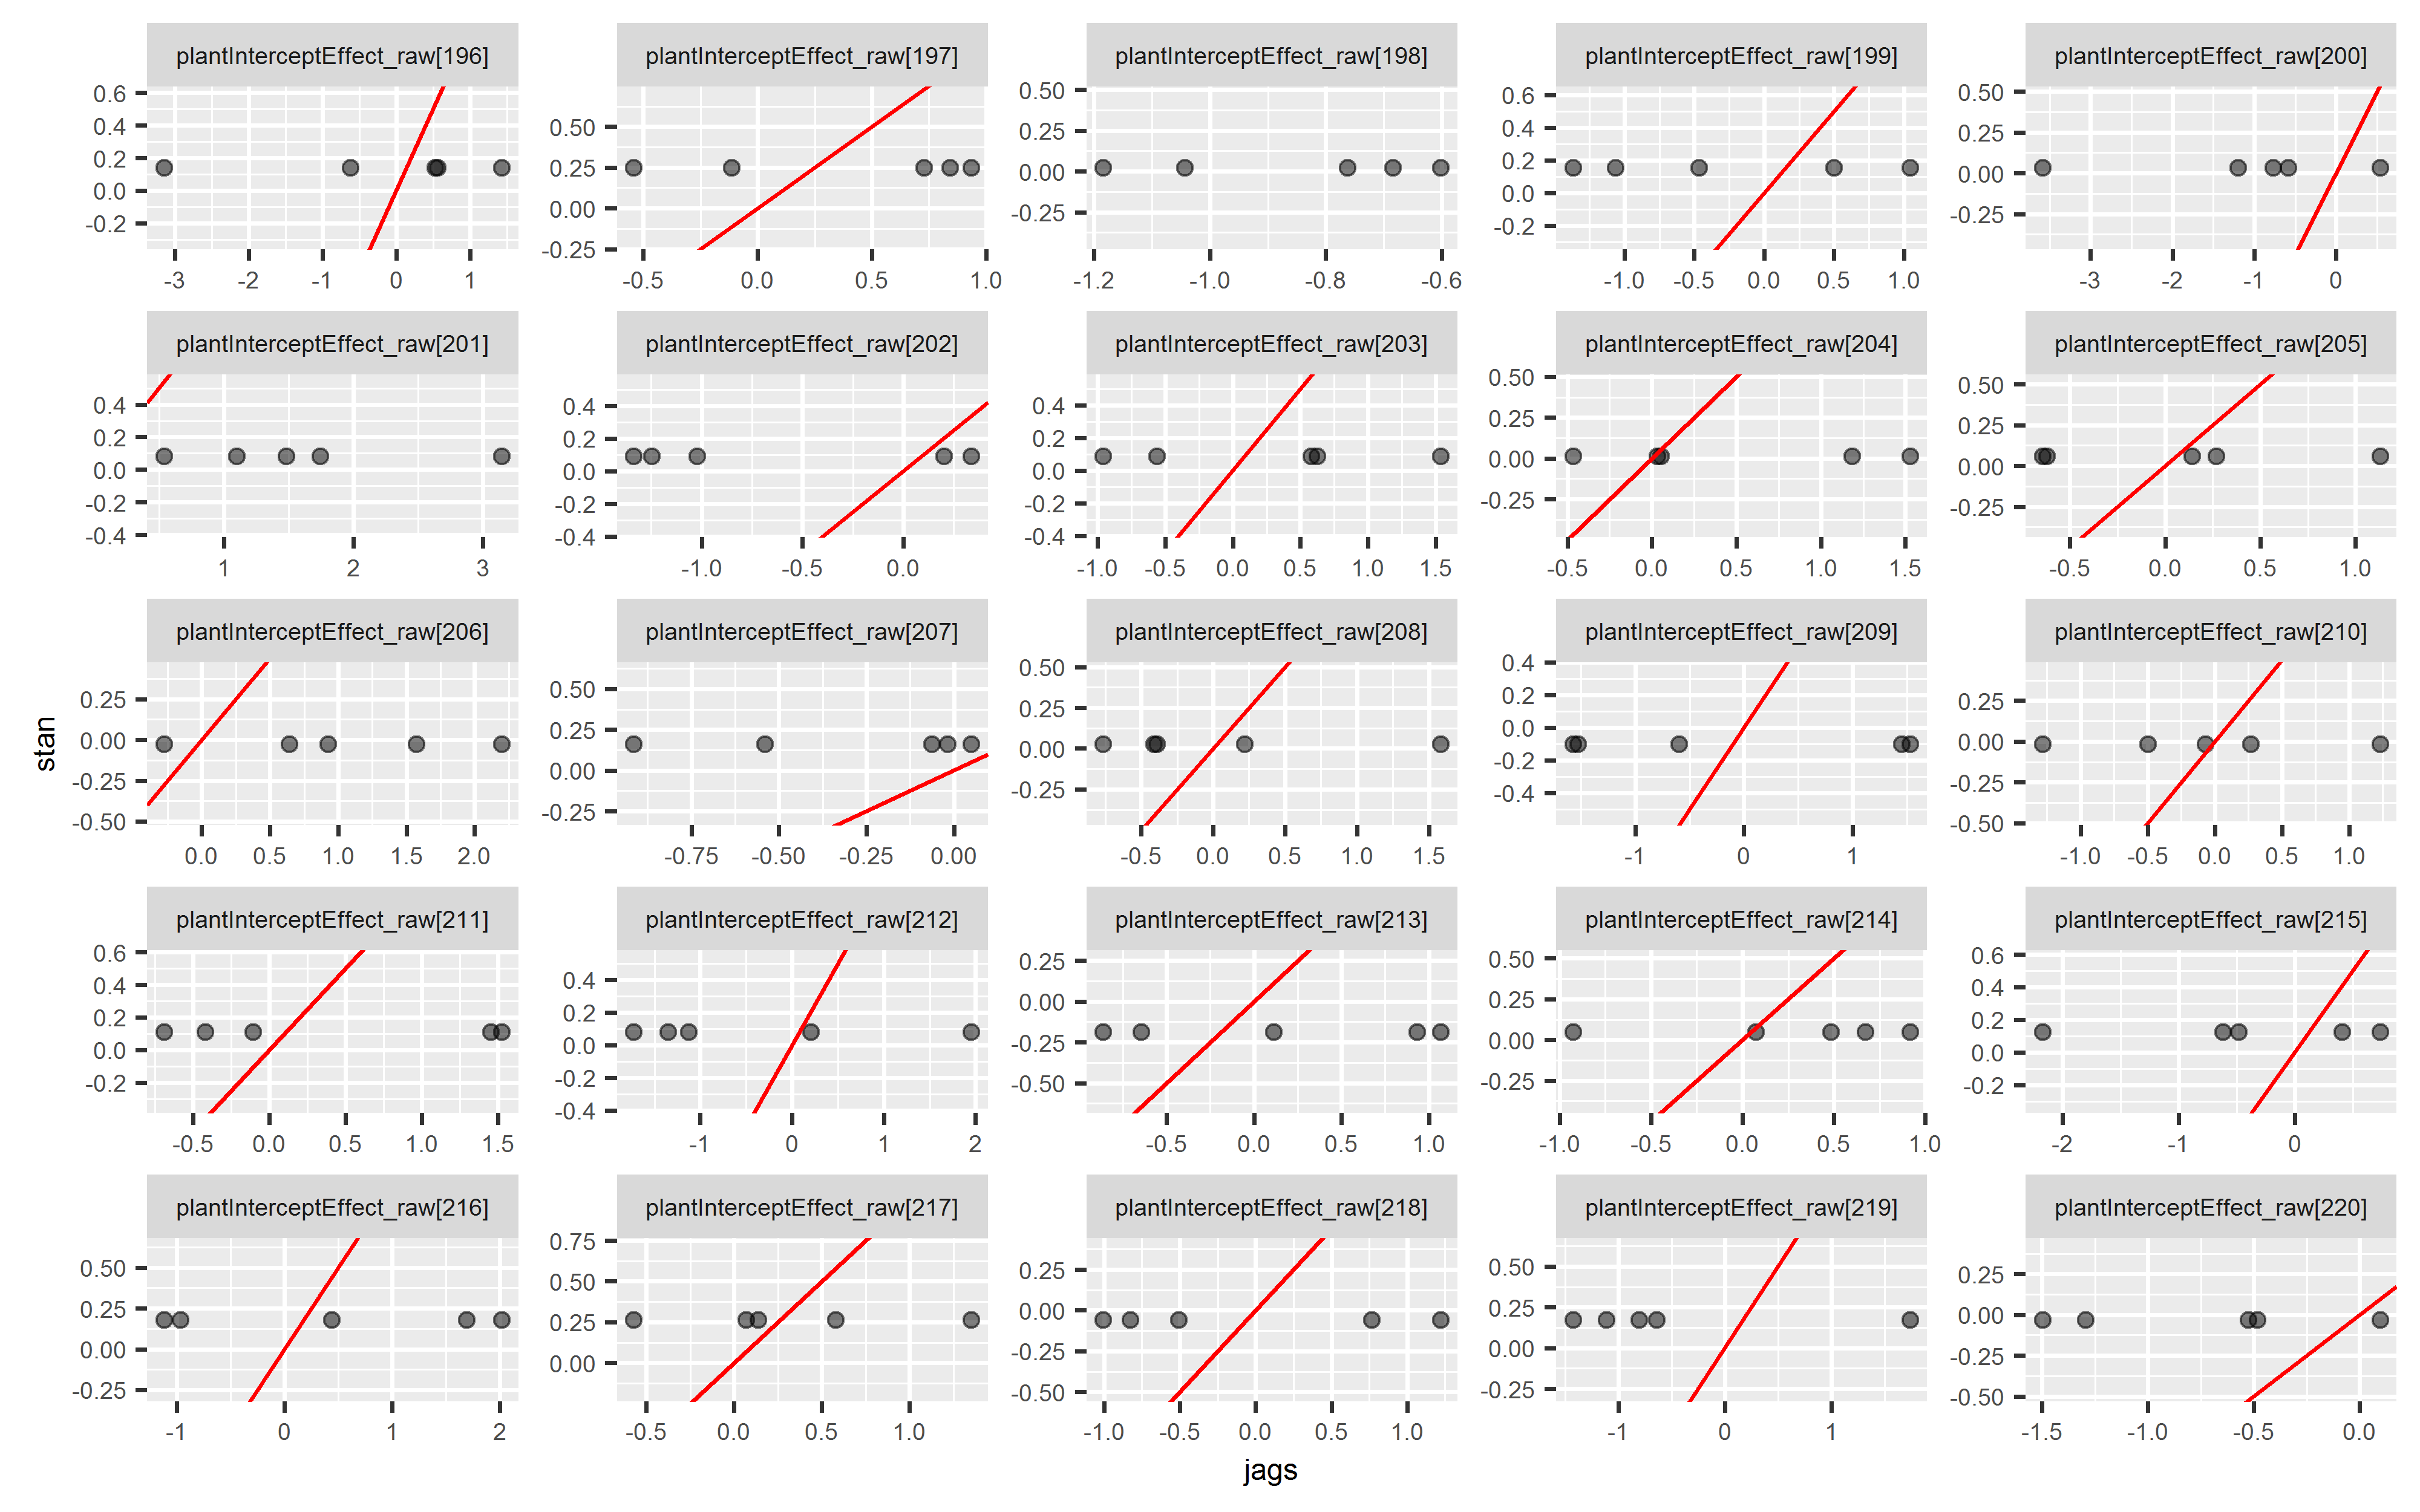 plantInterceptEffect_raw[196] plantInterceptEffect_raw[197] plantInterceptEffect_raw[198] plantInterceptEffect_raw[199] plantInterceptEffect_raw[200]
0.6 0.4 0.2 0.0 -0.2
0.50 0.25 0.00 -0.25
0.50 0.25 0.00 -0.25
0.6 0.4 0.2 0.0 -0.2
0.50 0.25 0.00 -0.25
-3 -2 -1 0 1
-0.5 0.0 0.5 1.0
-1.2 -1.0 -0.8 -0.6
-1.0 -0.5 0.0 0.5 1.0
-3 -2 -1 0
plantInterceptEffect_raw[201] plantInterceptEffect_raw[202] plantInterceptEffect_raw[203] plantInterceptEffect_raw[204] plantInterceptEffect_raw[205]
0.4 0.2 0.0 -0.2 -0.4
0.4 0.2 0.0 -0.2 -0.4
0.4 0.2 0.0 -0.2 -0.4
0.50 0.25 0.00 -0.25
0.50 0.25 0.00 -0.25
1 2 3
-1.0 -0.5 0.0
-1.0 -0.5 0.0 0.5 1.0 1.5
-0.5 0.0 0.5 1.0 1.5
-0.5 0.0 0.5 1.0
plantInterceptEffect_raw[206] plantInterceptEffect_raw[207] plantInterceptEffect_raw[208] plantInterceptEffect_raw[209] plantInterceptEffect_raw[210]
stan
0.25 0.00 -0.25 -0.50
0.50 0.25 0.00 -0.25
0.50 0.25 0.00 -0.25
0.4 0.2 0.0 -0.2 -0.4
0.25 0.00 -0.25 -0.50
0.0 0.5 1.0 1.5 2.0
-0.75 -0.50 -0.25 0.00
-0.5 0.0 0.5 1.0 1.5
-1 0 1
-1.0 -0.5 0.0 0.5 1.0
plantInterceptEffect_raw[211] plantInterceptEffect_raw[212] plantInterceptEffect_raw[213] plantInterceptEffect_raw[214] plantInterceptEffect_raw[215]
0.6 0.4 0.2 0.0 -0.2
0.4 0.2 0.0 -0.2 -0.4
0.25 0.00 -0.25 -0.50
0.50 0.25 0.00 -0.25
0.6 0.4 0.2 0.0 -0.2
-0.5 0.0 0.5 1.0 1.5
-1 0 1 2
-0.5 0.0 0.5 1.0
-1.0 -0.5 0.0 0.5 1.0
-2 -1 0
plantInterceptEffect_raw[216] plantInterceptEffect_raw[217] plantInterceptEffect_raw[218] plantInterceptEffect_raw[219] plantInterceptEffect_raw[220]
0.50 0.25 0.00 -0.25
0.75 0.50 0.25 0.00
0.25 0.00 -0.25 -0.50
0.50 0.25 0.00 -0.25
0.25 0.00 -0.25 -0.50
-1 0 1 2
-0.5 0.0 0.5 1.0
-1.0 -0.5 0.0 0.5 1.0
-1 0 1
-1.5 -1.0 -0.5 0.0
jags